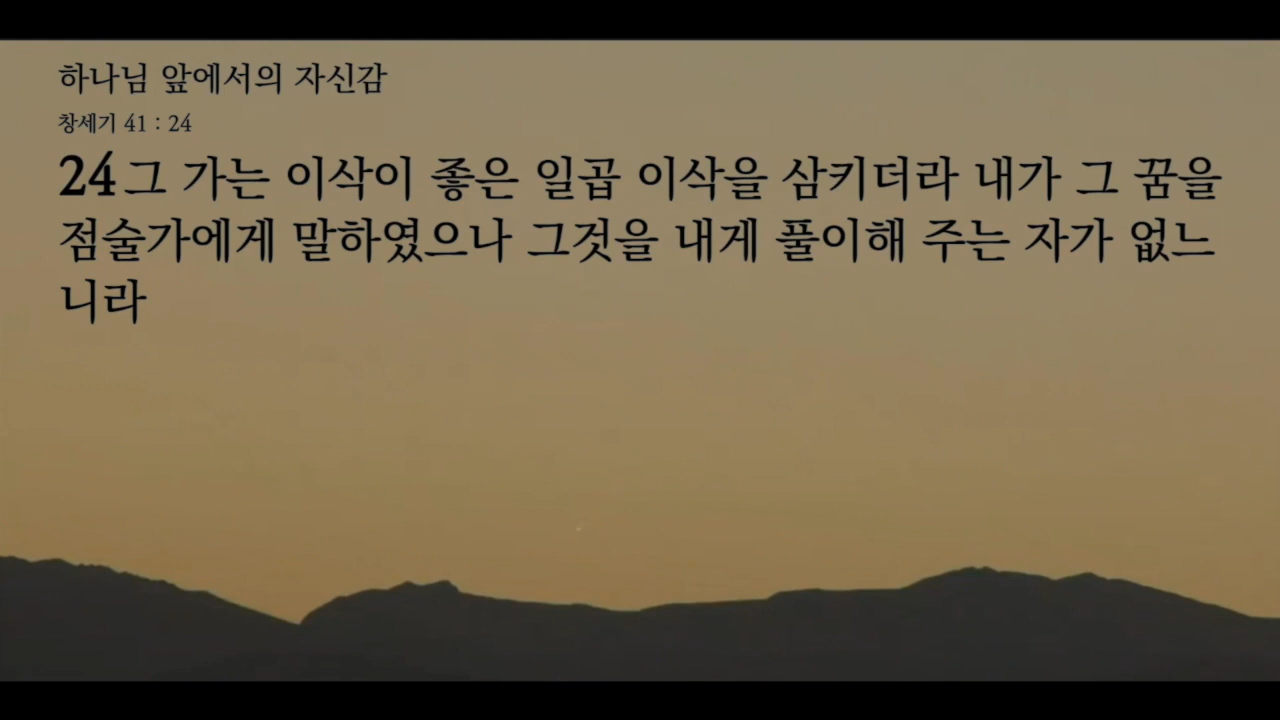 하나님 앞에서의 자신감
창세기 41 : 24
24 그 가는 이삭이 좋은 일곱 이삭을 삼키더라 내가 그 꿈을
점술가에게 말하였으나 그것을 내게 풀이해 주는 자가 없느
니라